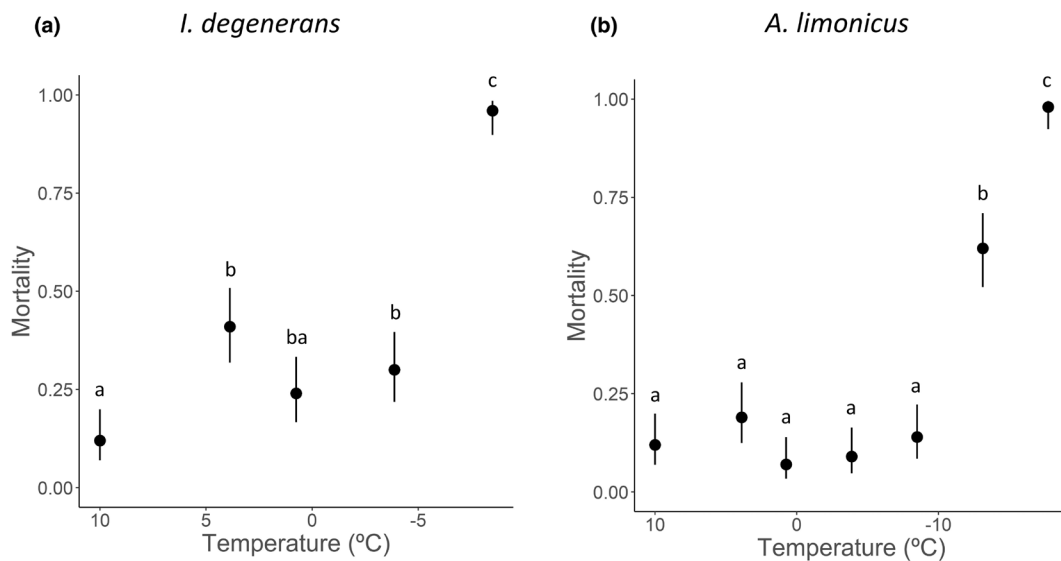 (a)
I. degenerans
1.00
0.75
0.50
0.25
0.00
Mortality
a
b
ba
b
c
10
5
0
-5
Temperature (ºC)
(b)
A. limonicus
1.00
0.75
0.50
0.25
0.00
Mortality
a
a
a
a
a
b
c
10
0
-10
Temperature (ºC)